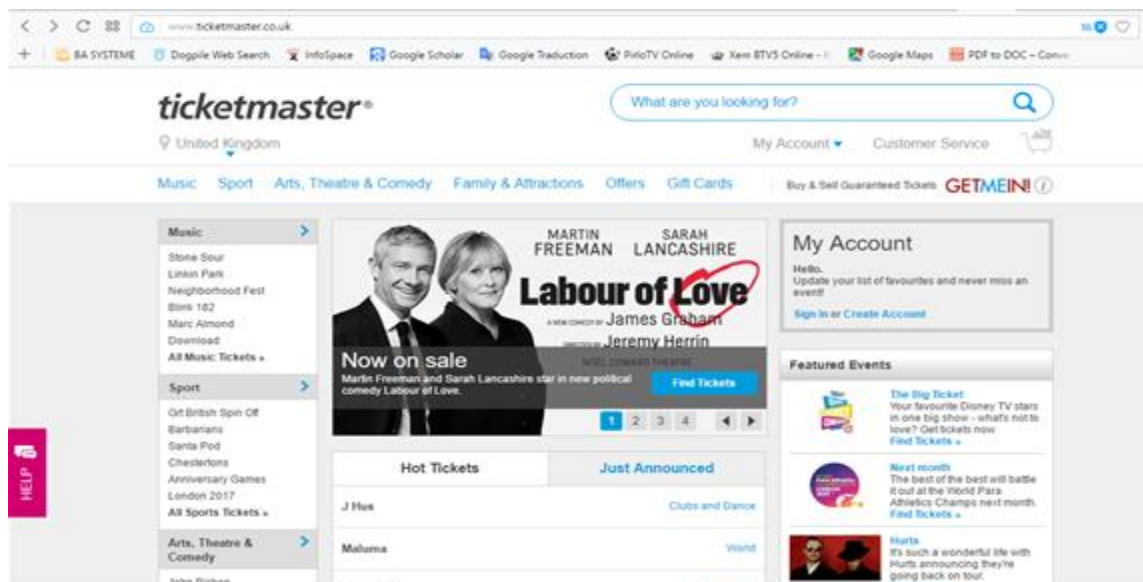 www.ticketmaster.co.uk
BA SYSTEME Dogpile Web Search InfoSpace Google Scholar Google Traduction PirloTV Online Xem BTV5 Online - Google Maps PDF to DOC – Conv
ticketmaster®
What are you looking for?
United Kingdom
My Account Customer Service
Music Sport Arts, Theatre & Comedy Family & Attractions Offers Gift Cards
Buy & Sell Guaranteed Tickets GETMEIN!
Music
Stone Sour
Linkin Park
Neighborhood Fest
Blink 182
Marc Almond
Download
All Music Tickets »
Sport
Grt British Spin Off
Barbarians
Santa Pod
Chestertons
Anniversary Games
London 2017
All Sports Tickets »
Arts, Theatre &
Comedy
John Bishop
HELP
MARTIN SARAH
FREEMAN LANCASHIRE
Labour of Love
A NEW COMEDY BY James Graham
DIRECTED BY Jeremy Herrin
NOËL COWARD THEATRE
Now on sale
Martin Freeman and Sarah Lancashire star in new political
comedy Labour of Love.
Find Tickets
1 2 3 4
Hot Tickets
Just Announced
J Hus Clubs and Dance
Maluma World
My Account
Hello.
Update your list of favourites and never miss an
event!
Sign In or Create Account
Featured Events
The Big Ticket
Your favourite Disney TV stars
in one big show - what's not to
love? Get tickets now.
Find Tickets »
Next month
The best of the best will battle
it out at the World Para
Athletics Champs next month.
Find Tickets »
Hurts
It's such a wonderful life with
Hurts announcing they're
going back on tour.